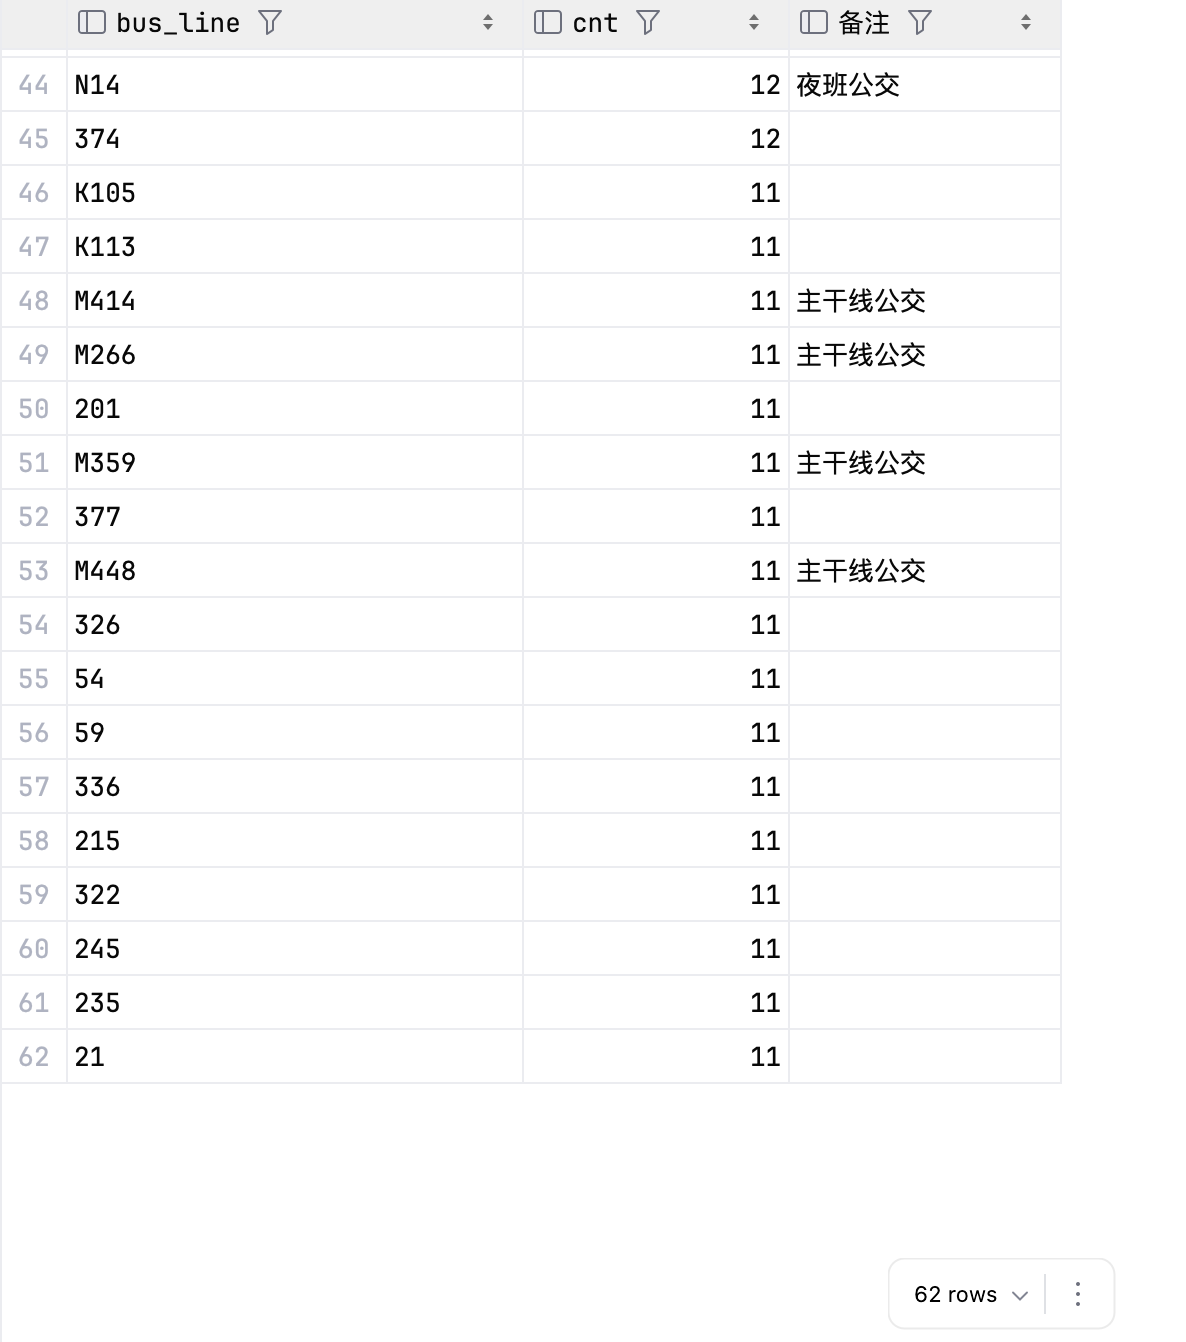 bus_line cnt 备注
44 N14 12 夜班公交
45 374 12
46 K105 11
47 K113 11
48 M414 11 主干线公交
49 M266 11 主干线公交
50 201 11
51 M359 11 主干线公交
52 377 11
53 M448 11 主干线公交
54 326 11
55 54 11
56 59 11
57 336 11
58 215 11
59 322 11
60 245 11
61 235 11
62 21 11
62 rows